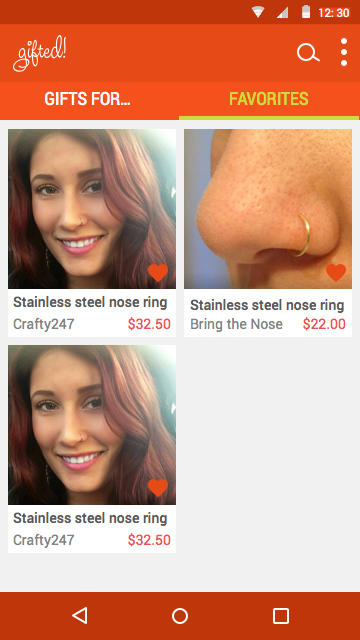 12:30
gifted!
GIFTS FOR...
FAVORITES
Stainless steel nose ring
Crafty247
$32.50
Stainless steel nose ring
Bring the Nose
$22.00
Stainless steel nose ring
Crafty247
$32.50